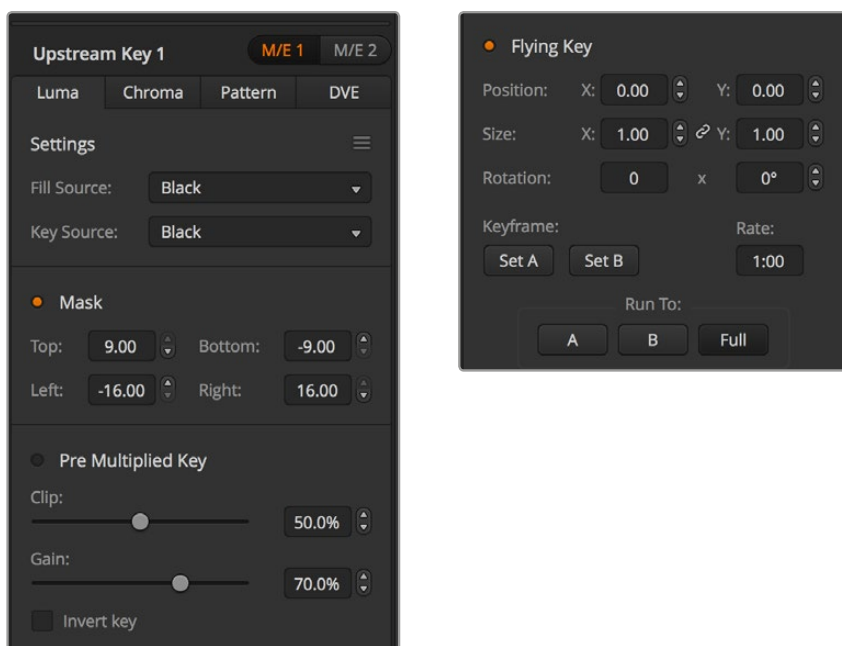 Upstream Key 1 M/E 1 M/E 2
Luma Chroma Pattern DVE
Settings
Fill Source: Black
Key Source: Black
Mask
Top: 9.00 Bottom: -9.00
Left: -16.00 Right: 16.00
Pre Multiplied Key
Clip:
50.0%
Gain:
70.0%
Invert key
Flying Key
Position: X: 0.00 Y: 0.00
Size: X: 1.00 Y: 1.00
Rotation: 0 x 0°
Keyframe: Rate:
Set A Set B 1:00
Run To:
A B Full